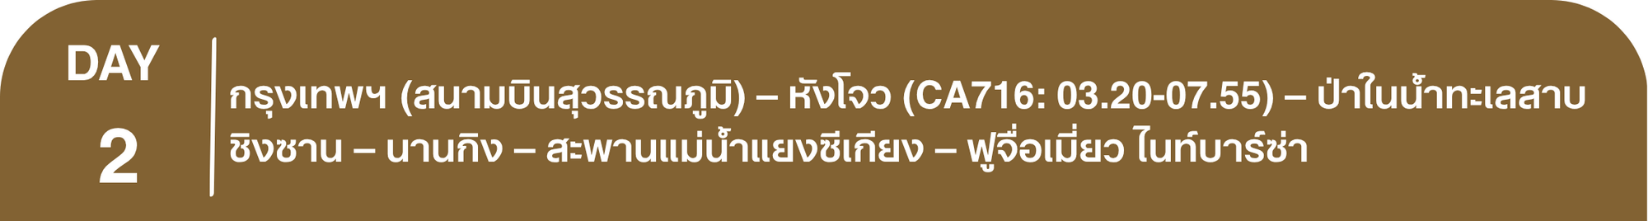 DAY
2
กรุงเทพฯ (สนามบินสุวรรณภูมิ) – หังโจว (CA716: 03.20-07.55) – ป่าในน้ำทะเลสาบ
ชิงซาน – นานกิง – สะพานแม่น้ำแยงซีเกียง – ฟูจื่อเมี่ยว ไนท์บาร์ซ่า